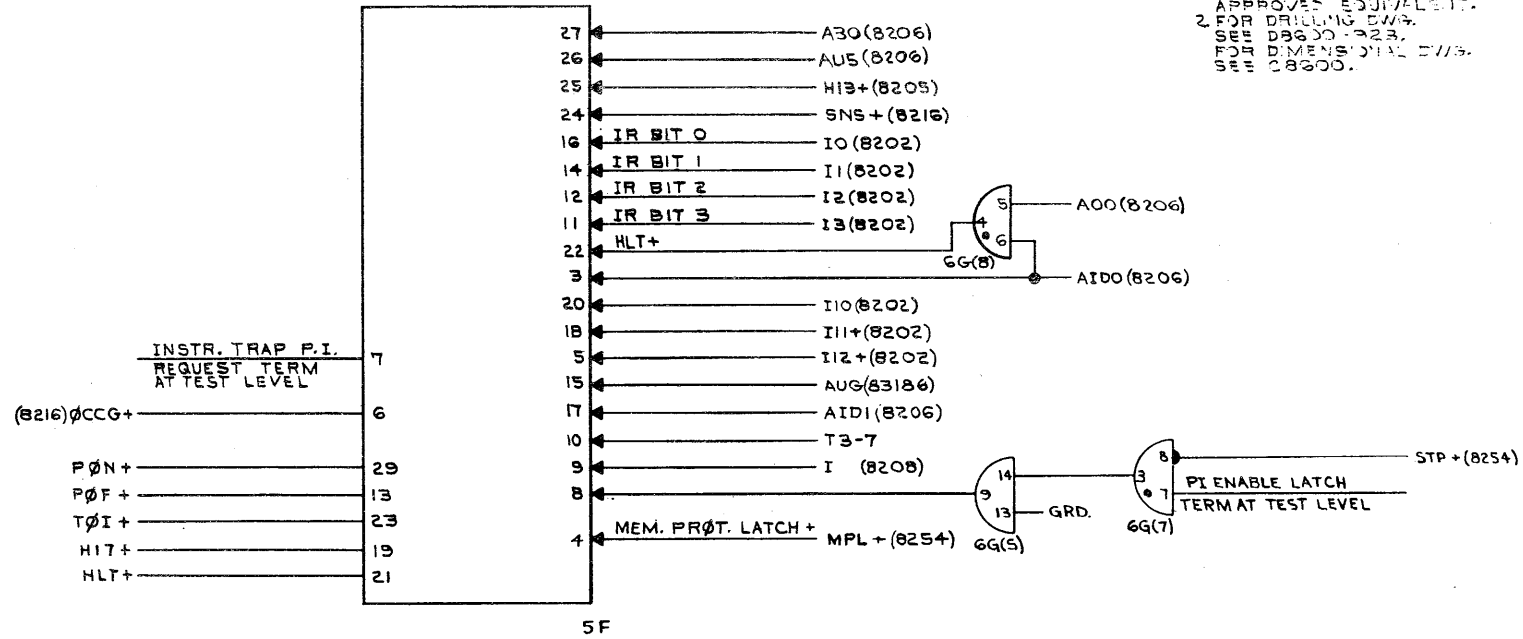 APPROVED EQUIVALENT.
2. FOR DRILLING DWG.
SEE
FOR DIMENSIONAL DWG.
SEE C8600.
27 A30(8206)
26 AU5(8206)
25 H13+(8205)
24 SNS+(8216)
16 IR BIT 0 I0(8202)
14 IR BIT 1 I1(8202)
12 IR BIT 2 I2(8202)
11 IR BIT 3 I3(8202)
22 HLT+
5 A00(8206)
4
6
6G(8)
3 AID0(8206)
20 I10(8202)
18 I11+(8202)
5 I12+(8202)
15 AUG(83186)
17 AID1(8206)
10 T3-7
9 I (8208)
8
4 MEM. PRØT. LATCH+ MPL+(8254)
14
9
13 GRD.
6G(5)
8 STP+(8254)
3
7 PI ENABLE LATCH
TERM AT TEST LEVEL
6G(7)
INSTR. TRAP P.I. 7
REQUEST TERM
AT TEST LEVEL
(8216)ØCCG+ 6
PØN+ 29
PØF+ 13
TØI+ 23
H17+ 19
HLT+ 21
5F